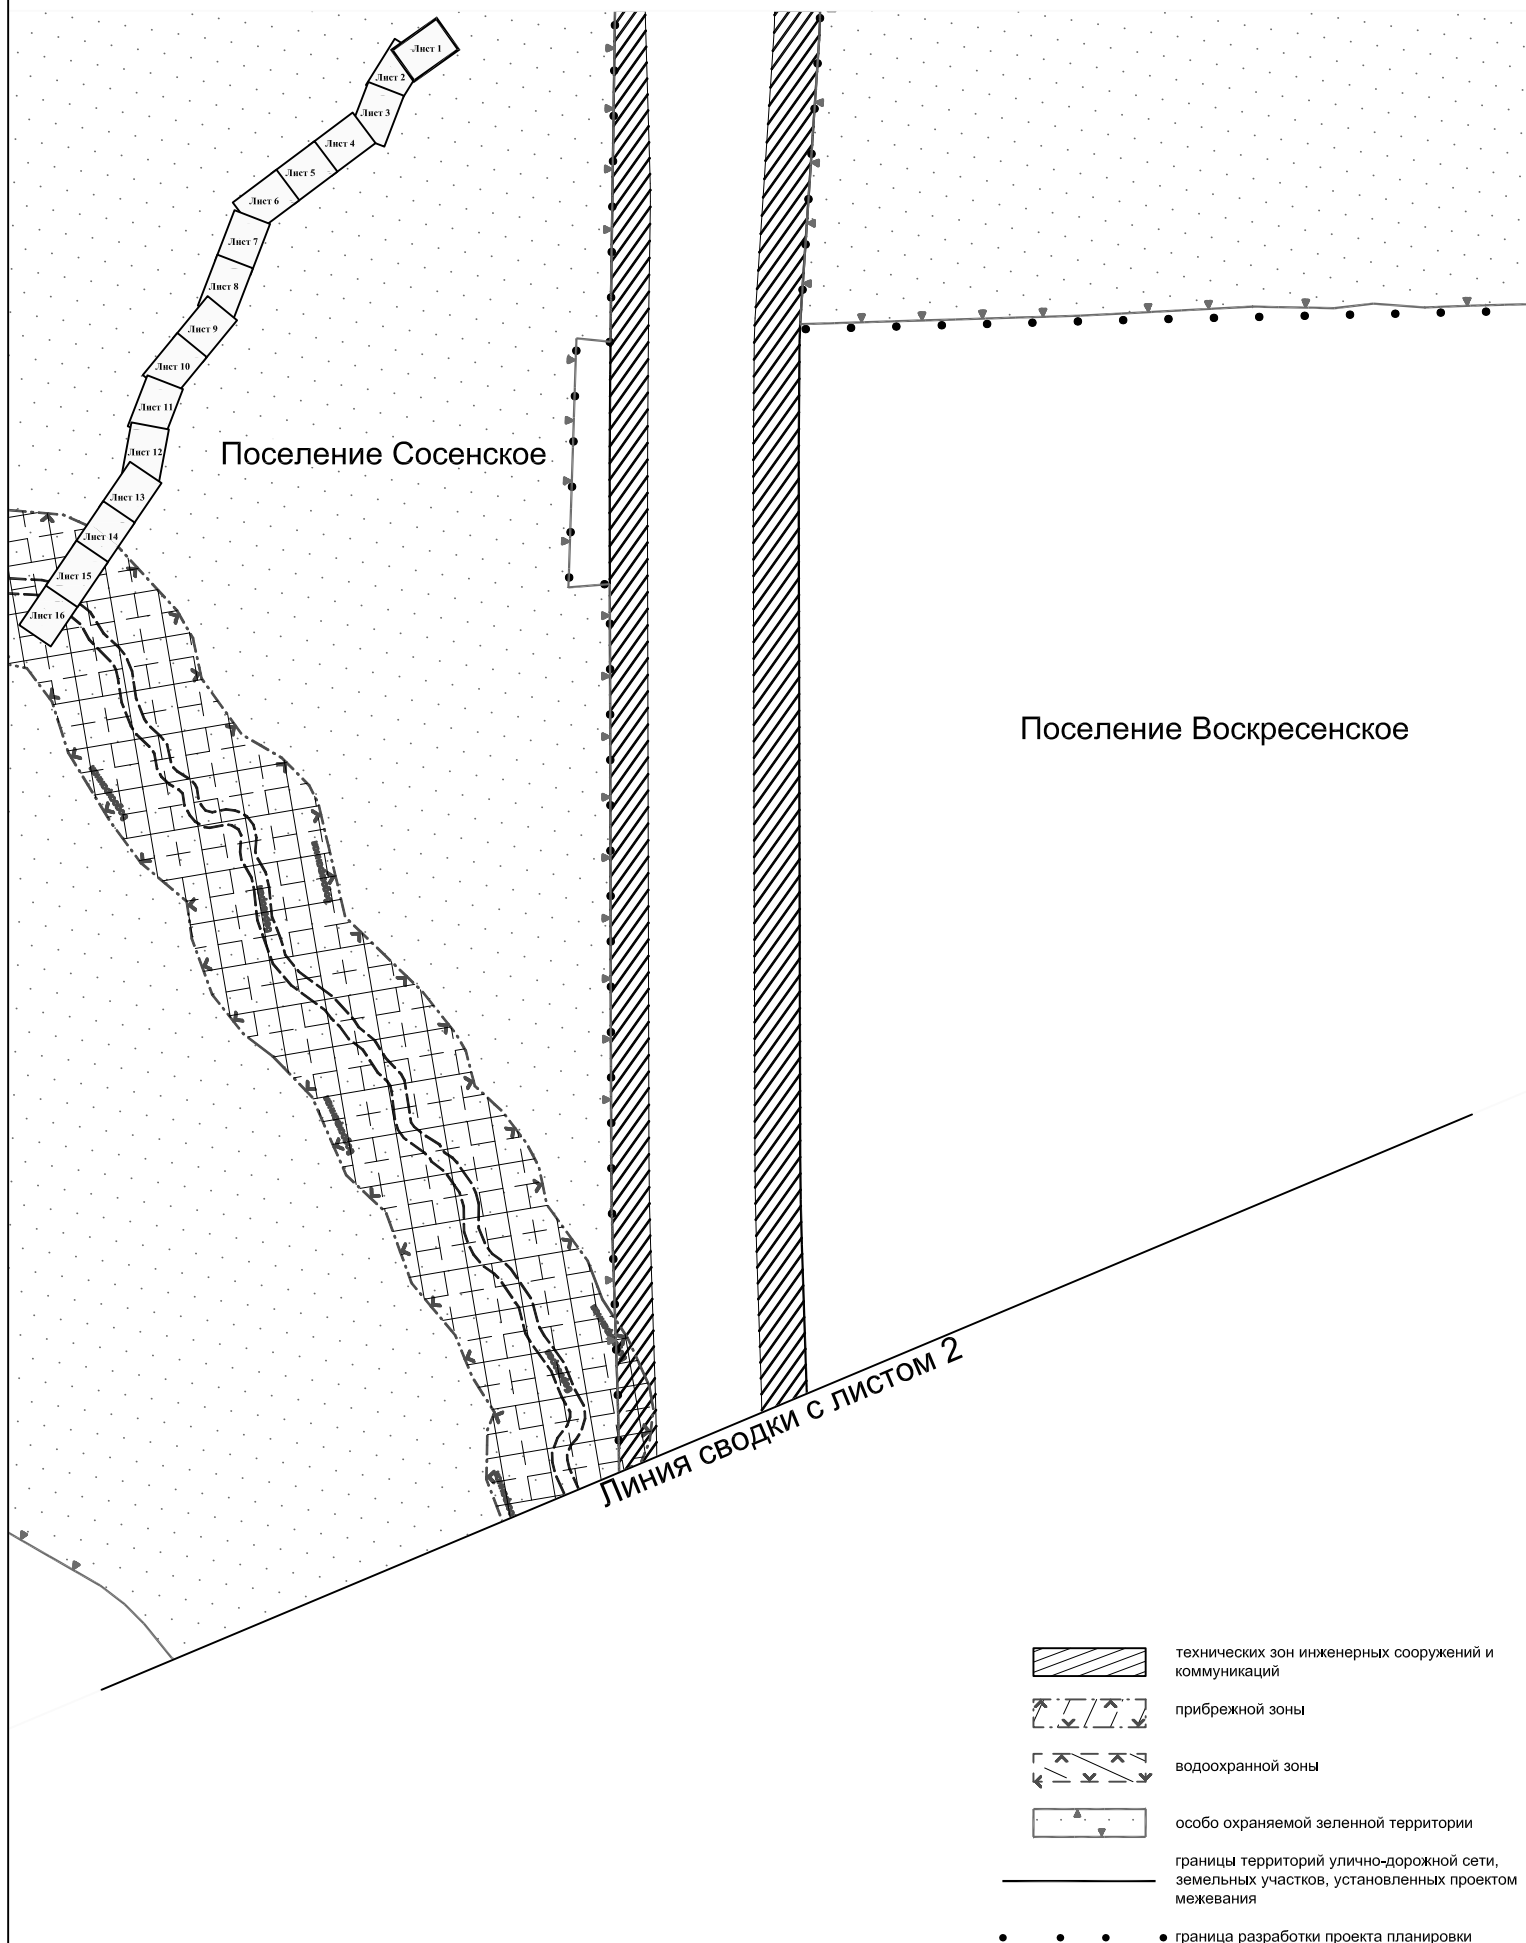 Лист 1
Лист 2
Лист 3
Лист 4
Лист 5
Лист 6
Лист 7
Лист 8
Лист 9
Лист 10
Лист 11
Лист 12
Лист 13
Лист 14
Лист 15
Лист 16
Поселение Сосенское
Поселение Воскресенское
Линия сводки с листом 2
технических зон инженерных сооружений и
коммуникаций
прибрежной зоны
водоохранной зоны
особо охраняемой зеленной территории
границы территорий улично-дорожной сети,
земельных участков, установленных проектом
межевания
граница разработки проекта планировки